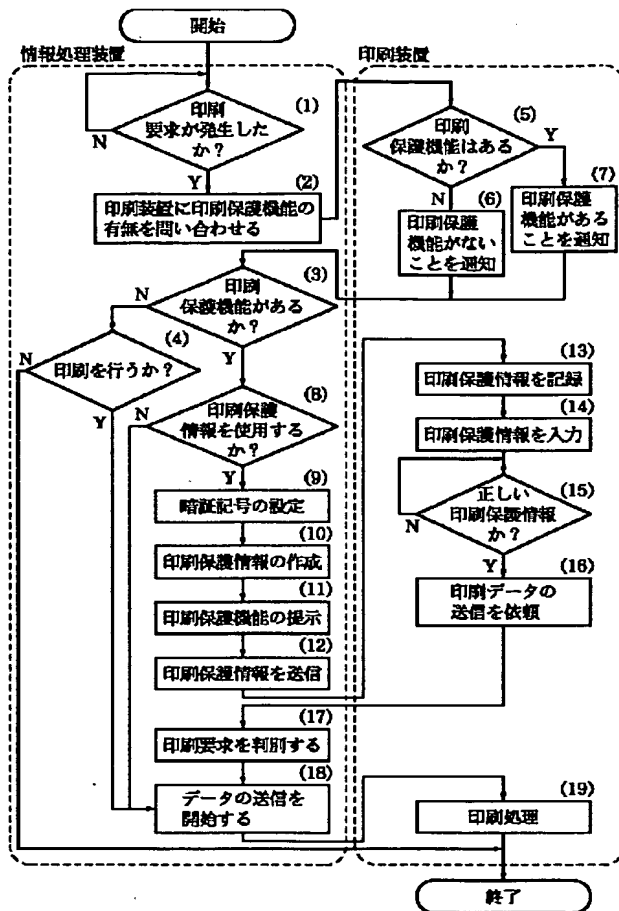 開始
情報処理装置
印刷装置
(1)
印刷
要求が発生した
か？
N
Y
(2)
印刷装置に印刷保護機能の
有無を問い合わせる
(5)
印刷
保護機能はあるか？
Y
N
(6)
印刷保護
機能がない
ことを通知
(7)
印刷保護
機能がある
ことを通知
(3)
印刷
保護機能がある
か？
N
Y
(4)
印刷を行うか？
N
Y
(8)
印刷保護
情報を使用する
か？
N
Y
(9)
暗証記号の設定
(10)
印刷保護情報の作成
(11)
印刷保護機能の提示
(12)
印刷保護情報を送信
(13)
印刷保護情報を記録
(14)
印刷保護情報を入力
(15)
正しい
印刷保護情報
か？
N
Y
(16)
印刷データの
送信を依頼
(17)
印刷要求を判別する
(18)
データの送信を
開始する
(19)
印刷処理
終了